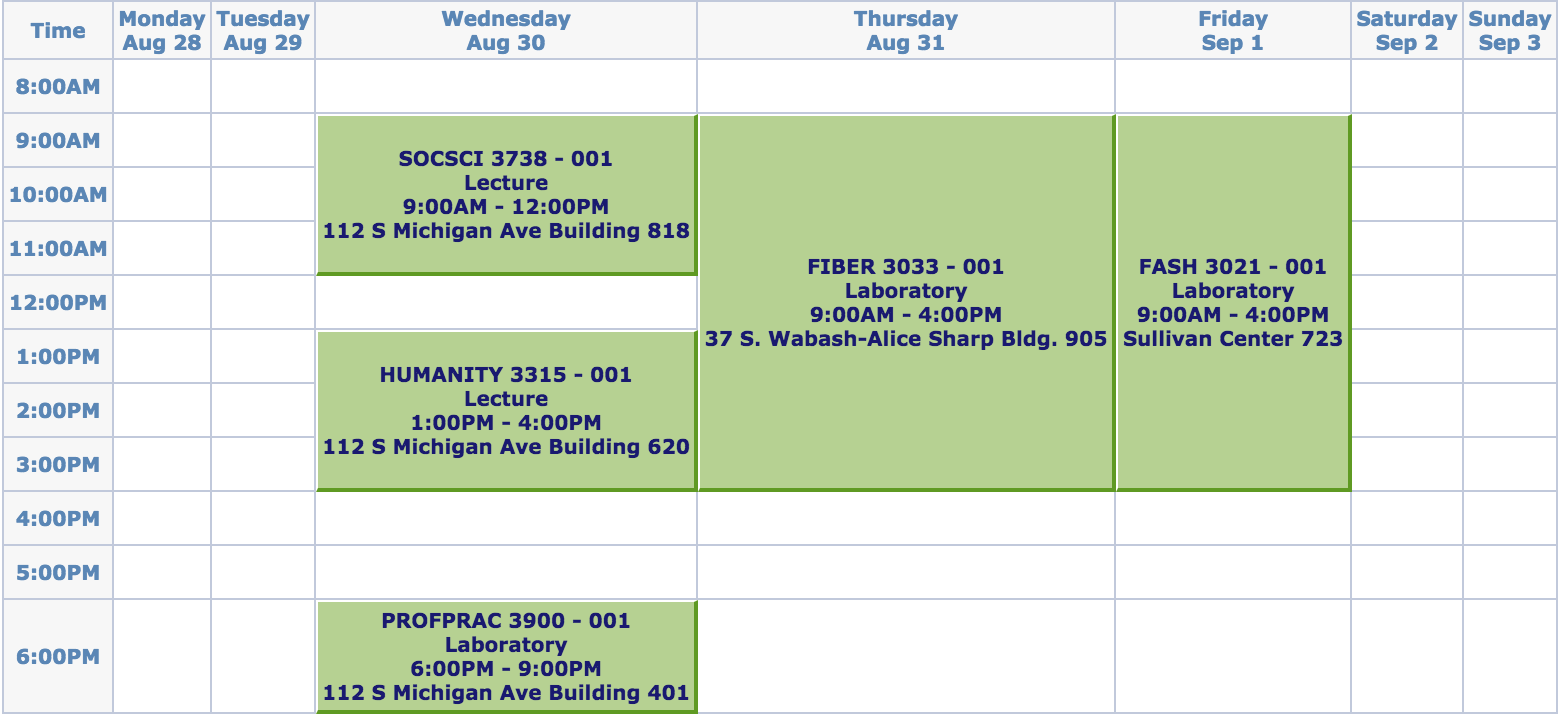 Time
Monday
Aug 28
Tuesday
Aug 29
Wednesday
Aug 30
Thursday
Aug 31
Friday
Sep 1
Saturday
Sep 2
Sunday
Sep 3
8:00AM
9:00AM
10:00AM
11:00AM
12:00PM
1:00PM
2:00PM
3:00PM
4:00PM
5:00PM
6:00PM
SOCSCI 3738 - 001
Lecture
9:00AM - 12:00PM
112 S Michigan Ave Building 818
HUMANITY 3315 - 001
Lecture
1:00PM - 4:00PM
112 S Michigan Ave Building 620
PROFPRAC 3900 - 001
Laboratory
6:00PM - 9:00PM
112 S Michigan Ave Building 401
FIBER 3033 - 001
Laboratory
9:00AM - 4:00PM
37 S. Wabash-Alice Sharp Bldg. 905
FASH 3021 - 001
Laboratory
9:00AM - 4:00PM
Sullivan Center 723